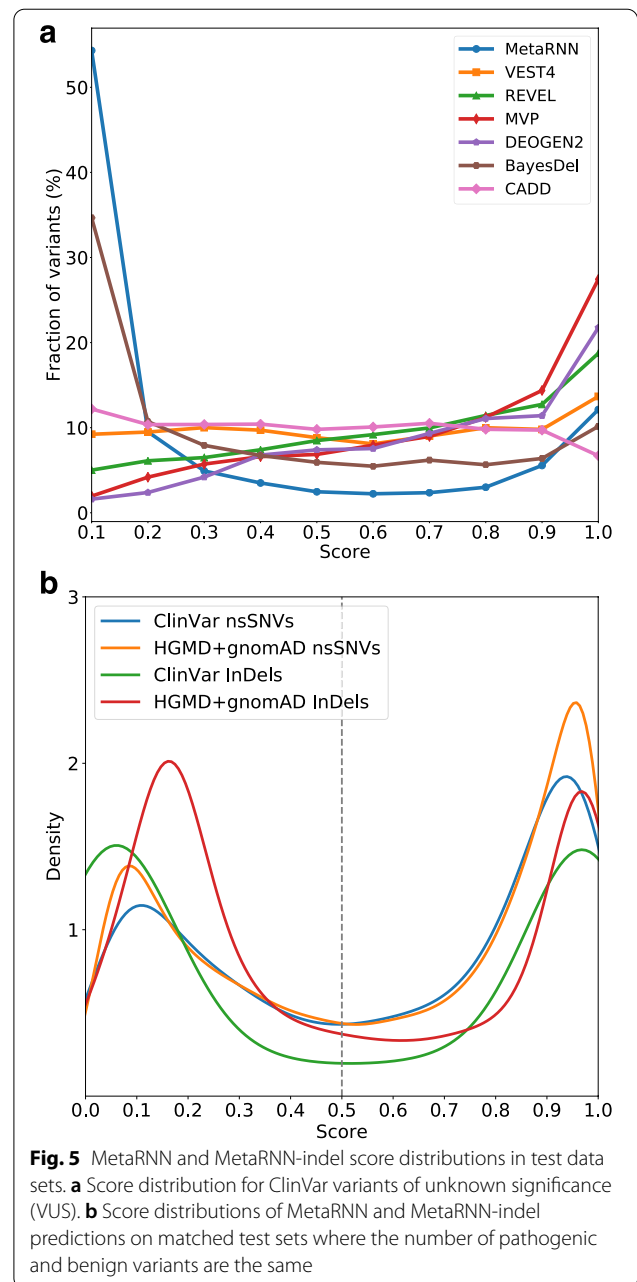 a
MetaRNN
VEST4
REVEL
MVP
DEOGEN2
BayesDel
CADD
Fraction of variants (%)
50
40
30
20
10
0
0.1 0.2 0.3 0.4 0.5 0.6 0.7 0.8 0.9 1.0
Score
b
ClinVar nsSNVs
HGMD+gnomAD nsSNVs
ClinVar InDels
HGMD+gnomAD InDels
Density
3
2
1
0.0 0.1 0.2 0.3 0.4 0.5 0.6 0.7 0.8 0.9 1.0
Score
Fig. 5 MetaRNN and MetaRNN-indel score distributions in test data
sets. a Score distribution for ClinVar variants of unknown significance
(VUS). b Score distributions of MetaRNN and MetaRNN-indel
predictions on matched test sets where the number of pathogenic
and benign variants are the same